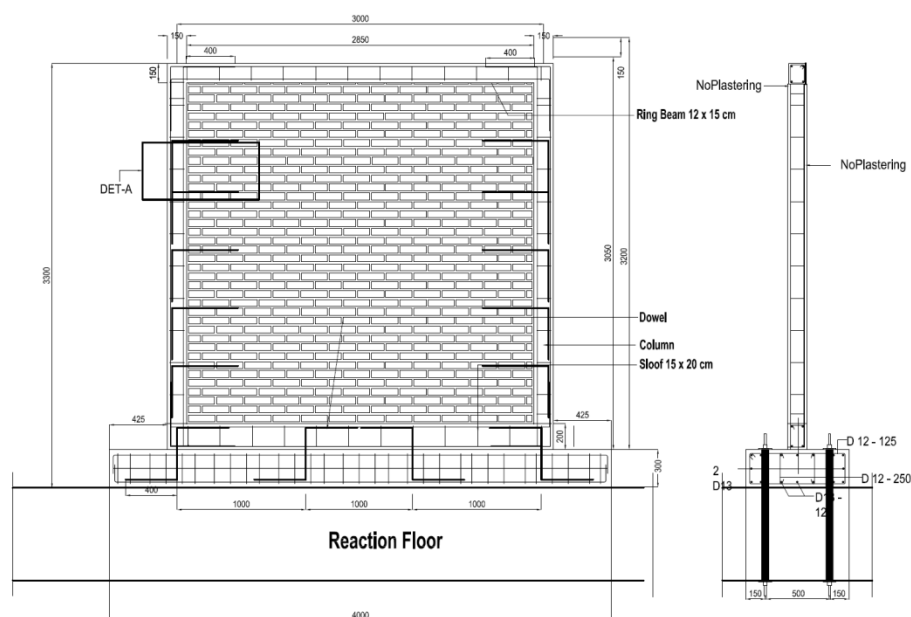 3000
150
2850
150
400
400
150
150
NoPlastering
Ring Beam 12 x 15 cm
NoPlastering
DET-A
3300
3050
3200
Dowel
Column
Sloof 15 x 20 cm
425
425
200
D 12 - 125
300
2
D13
D 12 - 250
400
1000
1000
1000
Reaction Floor
150
500
150
4000